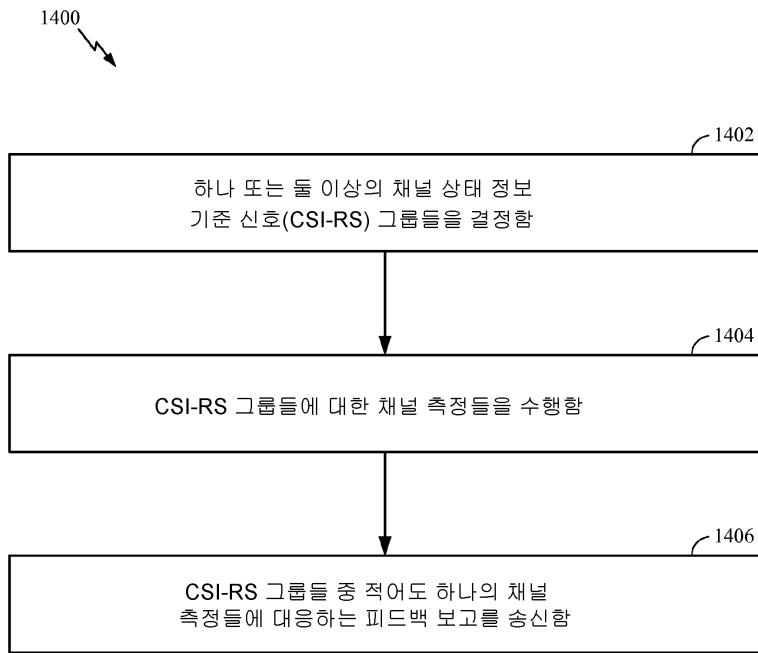 1400
1402
하나 또는 둘 이상의 채널 상태 정보
기준 신호(CSI-RS) 그룹들을 결정함
1404
CSI-RS 그룹들에 대한 채널 측정들을 수행함
1406
CSI-RS 그룹들 중 적어도 하나의 채널
측정들에 대응하는 피드백 보고를 송신함